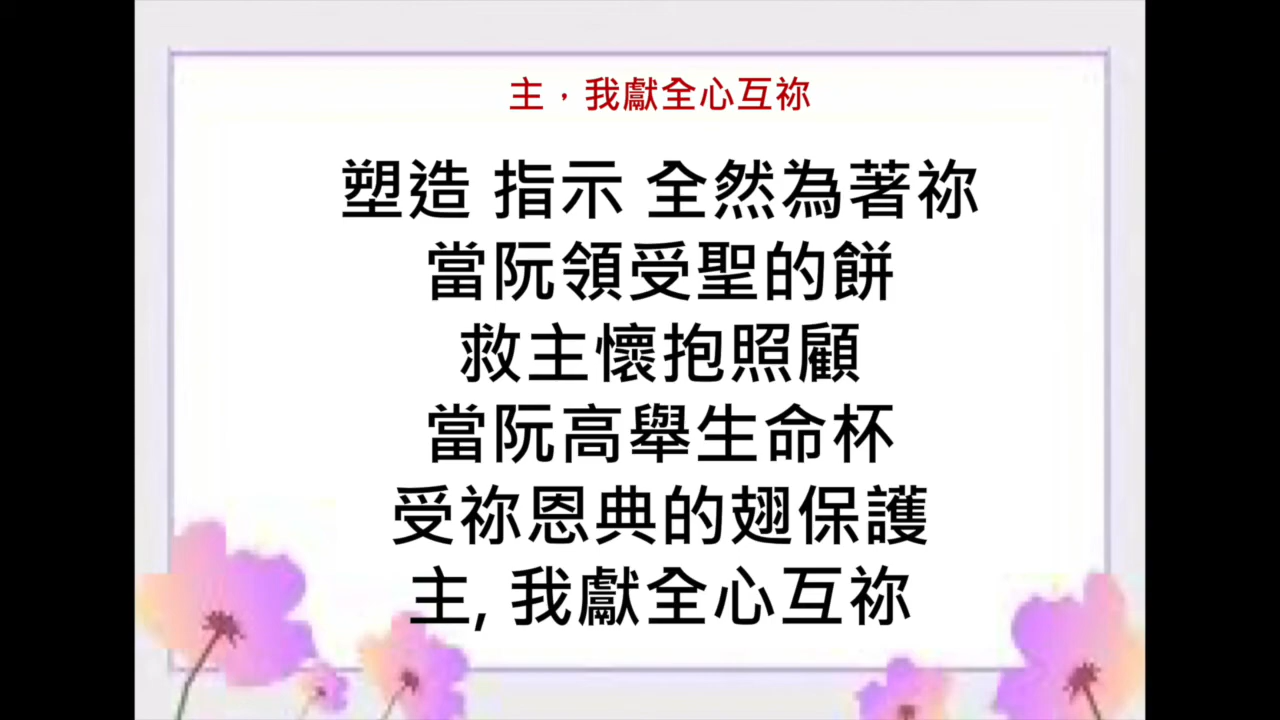 主，我獻全心互祢
塑造 指示 全然為著祢
當阮領受聖的餅
救主懷抱照顧
當阮高舉生命杯
受祢恩典的翅保護
主, 我獻全心互祢